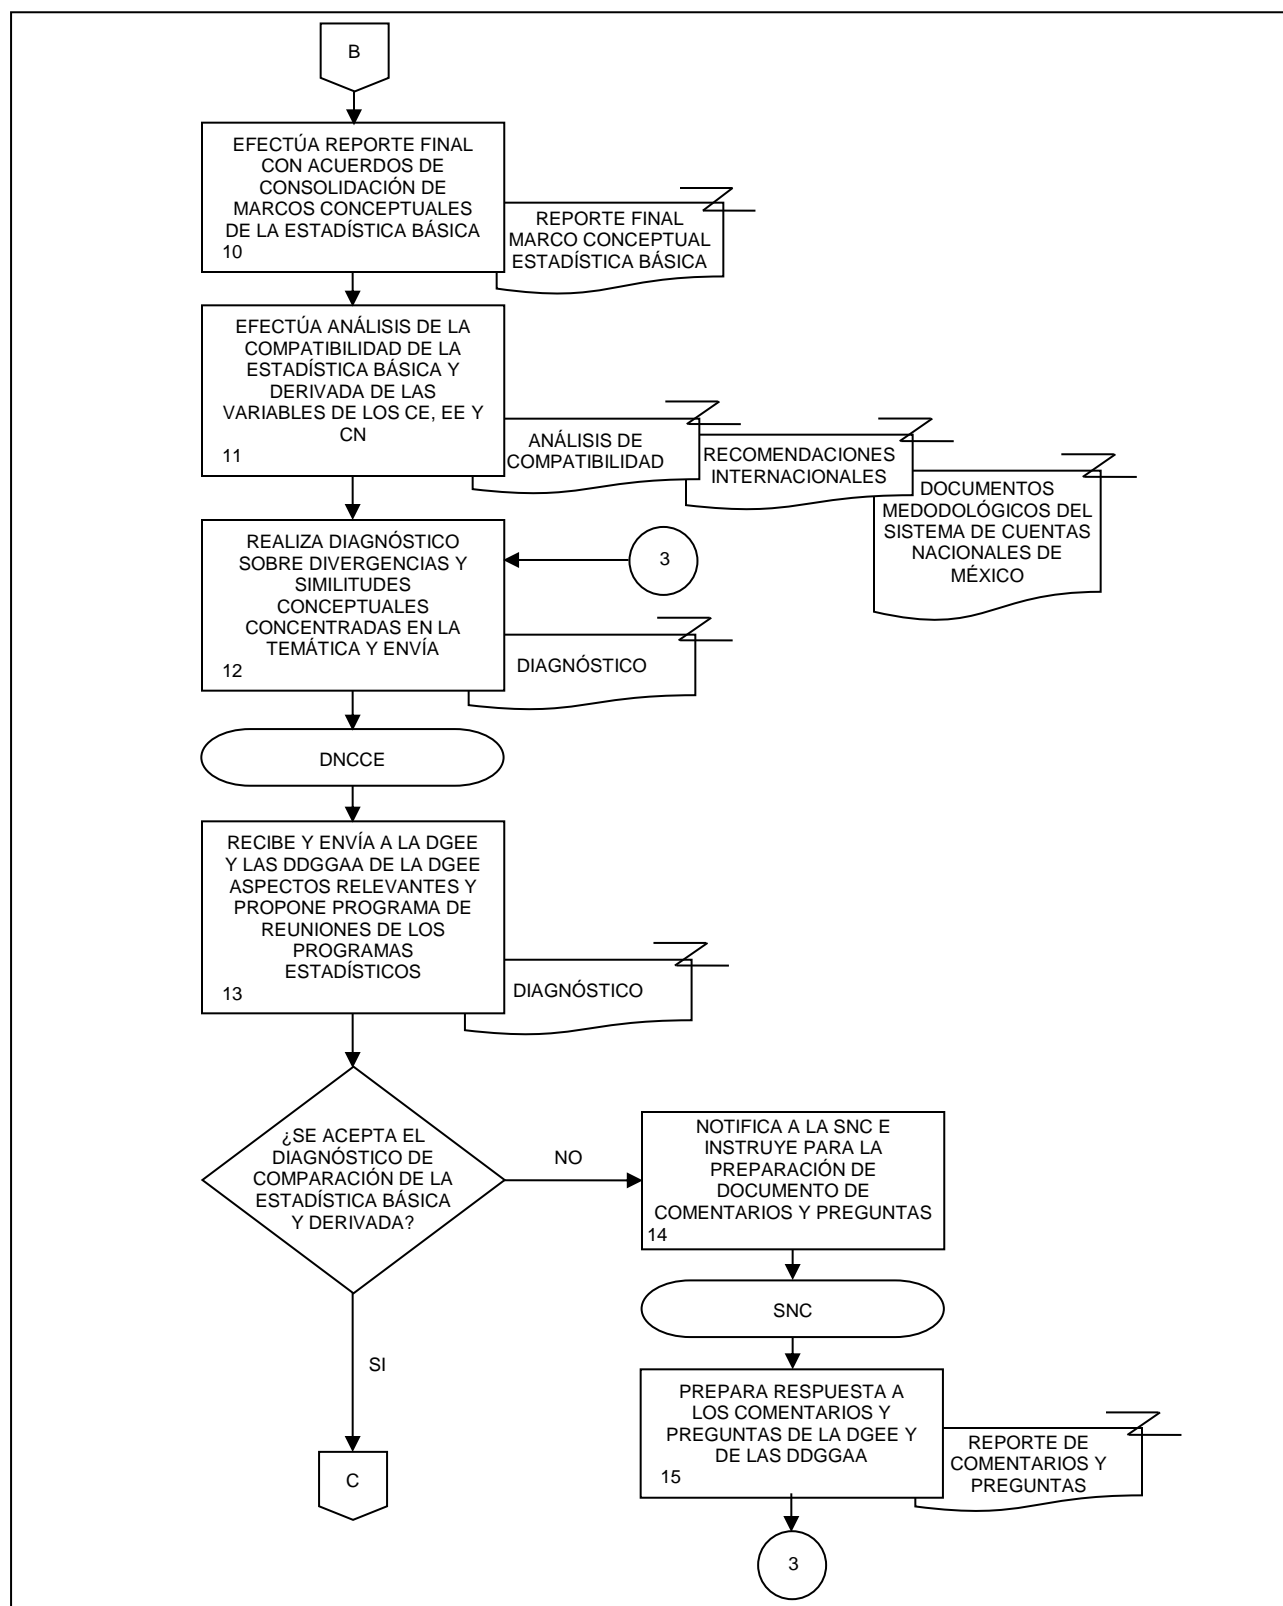 B
EFECTÚA REPORTE FINAL
CON ACUERDOS DE
CONSOLIDACIÓN DE
MARCOS CONCEPTUALES
DE LA ESTADÍSTICA BÁSICA
10
REPORTE FINAL
MARCO CONCEPTUAL
ESTADÍSTICA BÁSICA
EFECTÚA ANÁLISIS DE LA
COMPATIBILIDAD DE LA
ESTADÍSTICA BÁSICA Y
DERIVADA DE LAS
VARIABLES DE LOS CE, EE Y
CN
11
ANÁLISIS DE
COMPATIBILIDAD
RECOMENDACIONES
INTERNACIONALES
DOCUMENTOS
MEDODOLÓGICOS DEL
SISTEMA DE CUENTAS
NACIONALES DE
MÉXICO
REALIZA DIAGNÓSTICO
SOBRE DIVERGENCIAS Y
SIMILITUDES
CONCEPTUALES
CONCENTRADAS EN LA
TEMÁTICA Y ENVÍA
12
3
DIAGNÓSTICO
DNCCE
RECIBE Y ENVÍA A LA DGEE
Y LAS DDGGAA DE LA DGEE
ASPECTOS RELEVANTES Y
PROPONE PROGRAMA DE
REUNIONES DE LOS
PROGRAMAS
ESTADÍSTICOS
13
DIAGNÓSTICO
¿SE ACEPTA EL
DIAGNÓSTICO DE
COMPARACIÓN DE LA
ESTADÍSTICA BÁSICA
Y DERIVADA?
NO
NOTIFICA A LA SNC E
INSTRUYE PARA LA
PREPARACIÓN DE
DOCUMENTO DE
COMENTARIOS Y PREGUNTAS
14
SNC
SI
PREPARA RESPUESTA A
LOS COMENTARIOS Y
PREGUNTAS DE LA DGEE Y
DE LAS DDGGAA
15
REPORTE DE
COMENTARIOS Y
PREGUNTAS
C
3